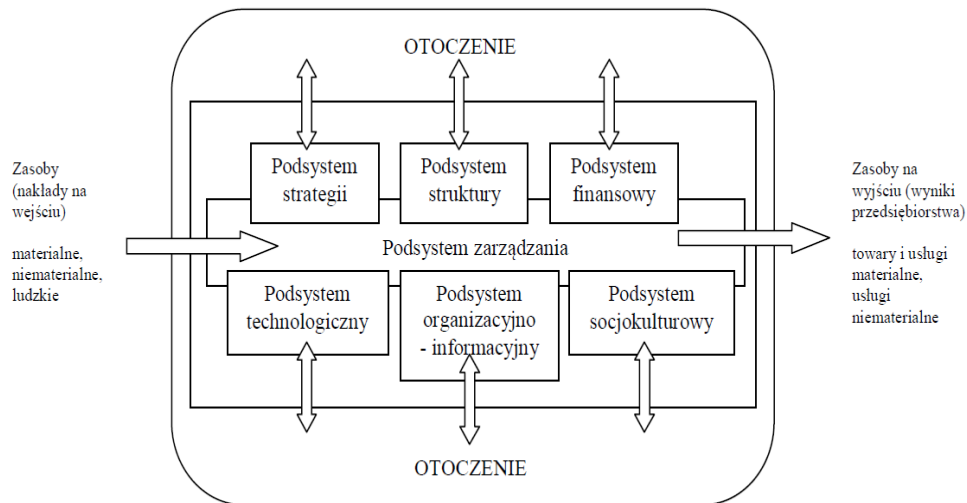 OTOCZENIE
Podsystem
strategii
Podsystem
struktury
Podsystem
finansowy
Zasoby
(nakłady na
wejściu)
materialne,
niematerialne,
ludzkie
Podsystem zarządzania
Zasoby na
wyjściu (wyniki
przedsiębiorstwa)
towary i usługi
materialne,
usługi
niematerialne
Podsystem
technologiczny
Podsystem
organizacyjno
- informacyjny
Podsystem
socjokulturowy
OTOCZENIE